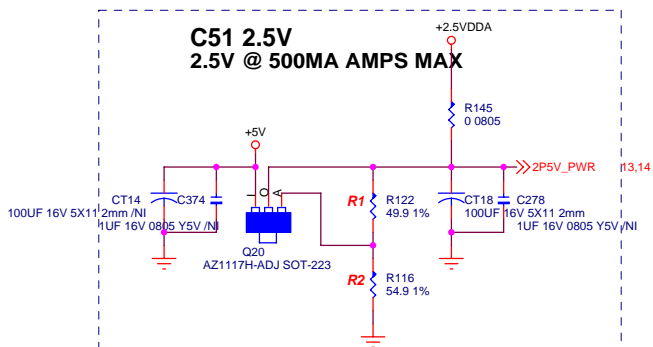 C51 2.5V
2.5V @ 500MA AMPS MAX
+2.5VDDA
R145
0 0805
+5V
2P5V_PWR
13,14
CT14
C374
100UF 16V 5X11 2mm /NI
1UF 16V 0805 Y5V /NI
I
O
A
Q20
AZ1117H-ADJ SOT-223
R1
R122
49.9 1%
CT18
C278
100UF 16V 5X11 2mm
1UF 16V 0805 Y5V /NI
R2
R116
54.9 1%